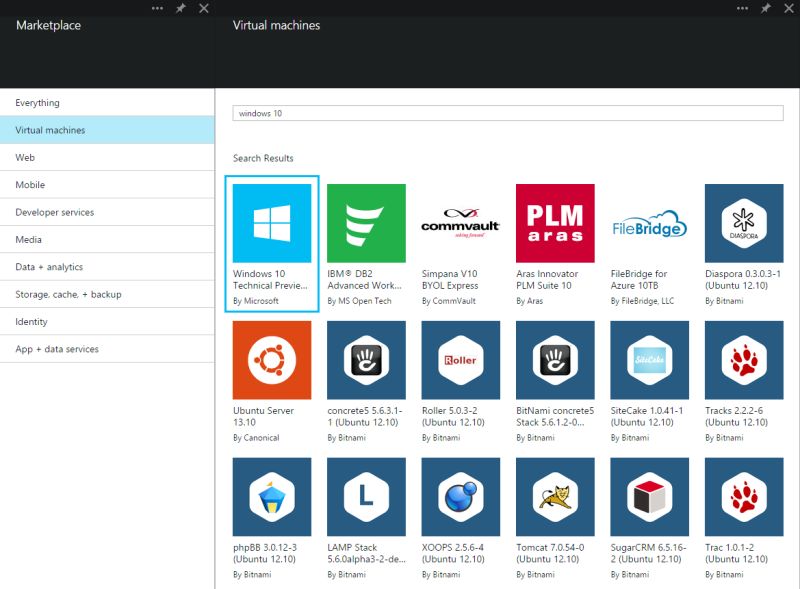 Marketplace
Virtual machines
Everything
Virtual machines
Web
Mobile
Developer services
Media
Data + analytics
Storage, cache, + backup
Identity
App + data services
windows 10
Search Results
commvault
PLM
aras
FileBridge
DIASPORA
Windows 10
Technical Previe...
By Microsoft
IBM® DB2
Advanced Work...
By MS Open Tech
Simpana V10
BYOL Express
By CommVault
Aras Innovator
PLM Suite 10
By Aras
FileBridge for
Azure 10TB
By FileBridge, LLC
Diaspora 0.3.0.3-1
(Ubuntu 12.10)
By Bitnami
Roller
SiteCake
Ubuntu Server
13.10
By Canonical
concrete5 5.6.3.1-
1 (Ubuntu 12.10)
By Bitnami
Roller 5.0.3-2
(Ubuntu 12.10)
By Bitnami
BitNami concrete5
Stack 5.6.1.2-0...
By Bitnami
SiteCake 1.0.41-1
(Ubuntu 12.10)
By Bitnami
Tracks 2.2.2-6
(Ubuntu 12.10)
By Bitnami
L
phpBB 3.0.12-3
(Ubuntu 12.10)
By Bitnami
LAMP Stack
5.6.0alpha3-2-de...
By Bitnami
XOOPS 2.5.6-4
(Ubuntu 12.10)
By Bitnami
Tomcat 7.0.54-0
(Ubuntu 12.10)
By Bitnami
SugarCRM 6.5.16-
2 (Ubuntu 12.10)
By Bitnami
Trac 1.0.1-2
(Ubuntu 12.10)
By Bitnami